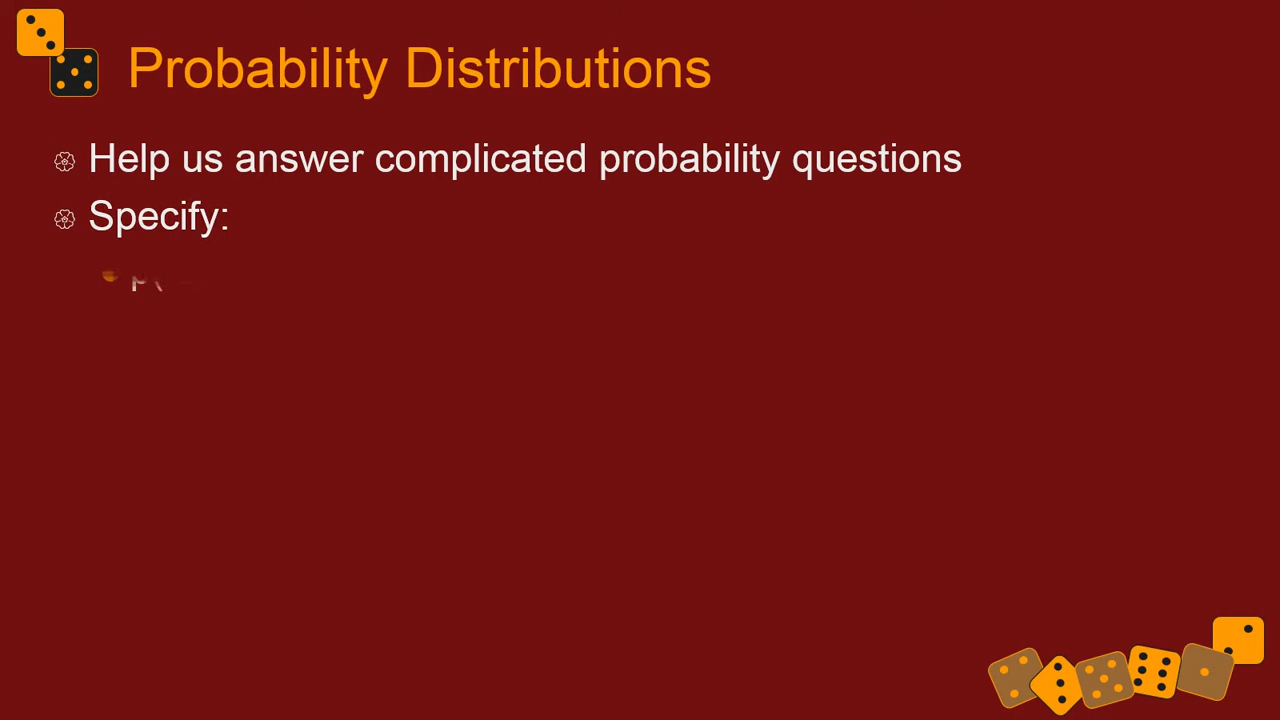 Probability Distributions
Help us answer complicated probability questions
Specify: